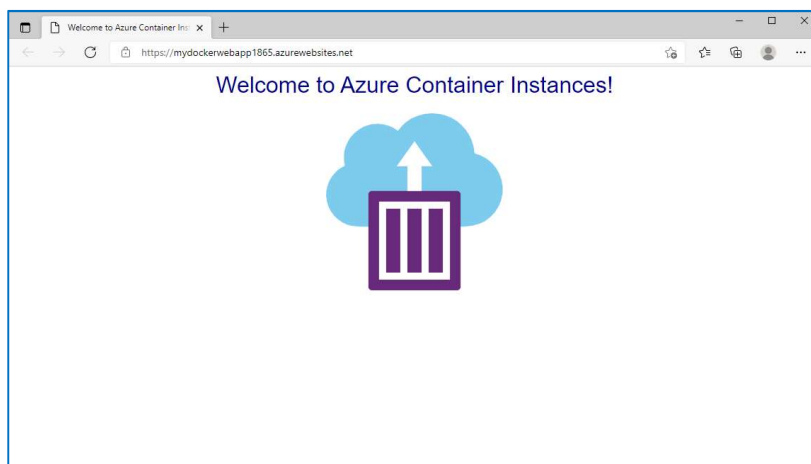 Welcome to Azure Container Ins
https://mydockerwebapp1865.azurewebsites.net
Welcome to Azure Container Instances!